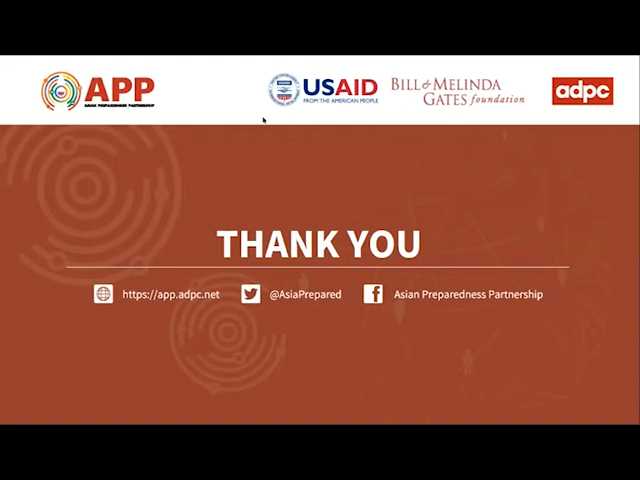 APP
ASIAN PREPAREDNESS PARTNERSHIP
USAID
FROM THE AMERICAN PEOPLE
BILL & MELINDA
GATES foundation
adpc
THANK YOU
https://app.adpc.net
@AsiaPrepared
Asian Preparedness Partnership